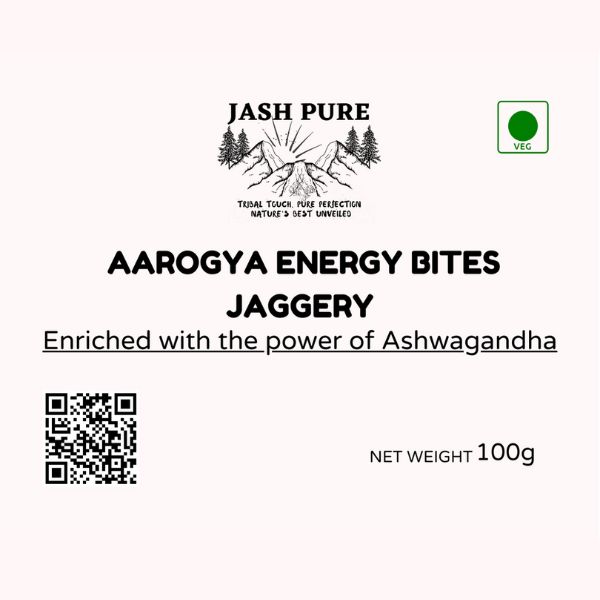 JASH PURE
TRIBAL TOUCH, PURE PERFECTION
NATURE'S BEST UNVEILED
VEG
AAROGYA ENERGY BITES
JAGGERY
Enriched with the power of Ashwagandha
NET WEIGHT 100g